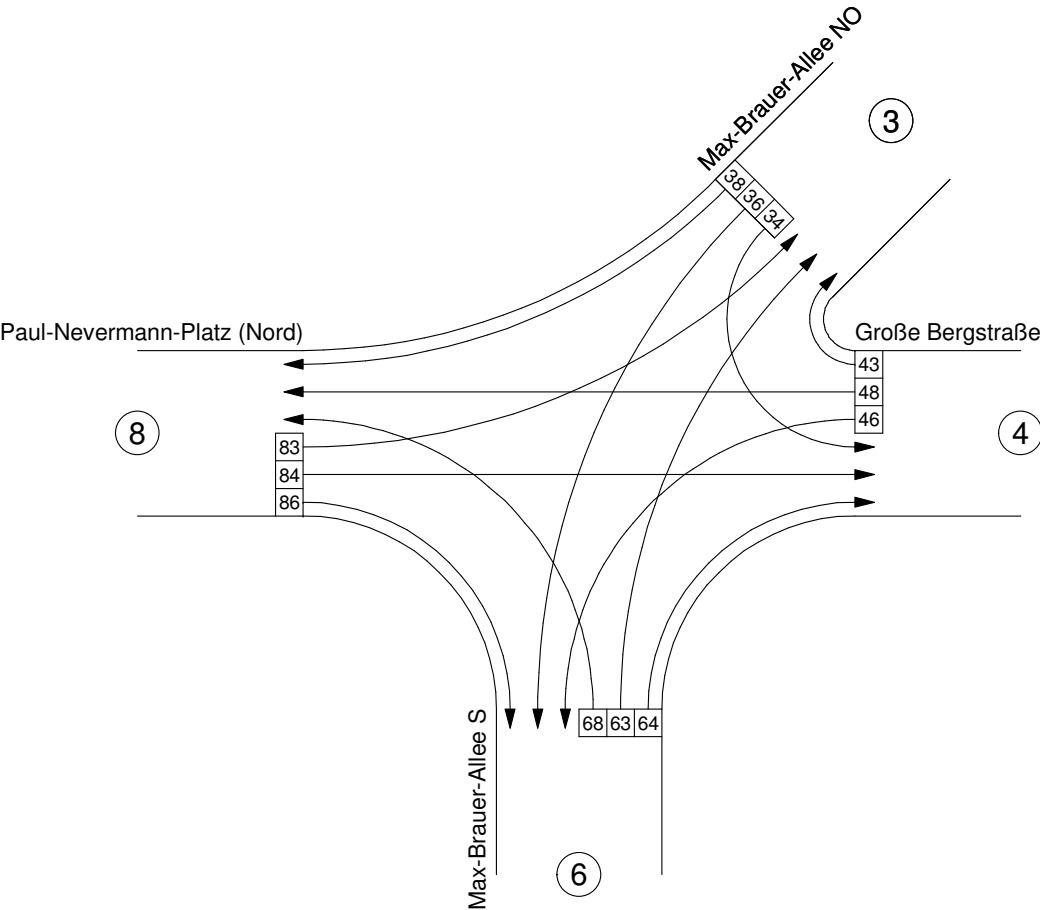 Max-Brauer-Allee NO
3
38 36 34
Paul-Nevermann-Platz (Nord)
Große Bergstraße
43
48
46
8
4
83
84
86
68 63 64
Max-Brauer-Allee S
6